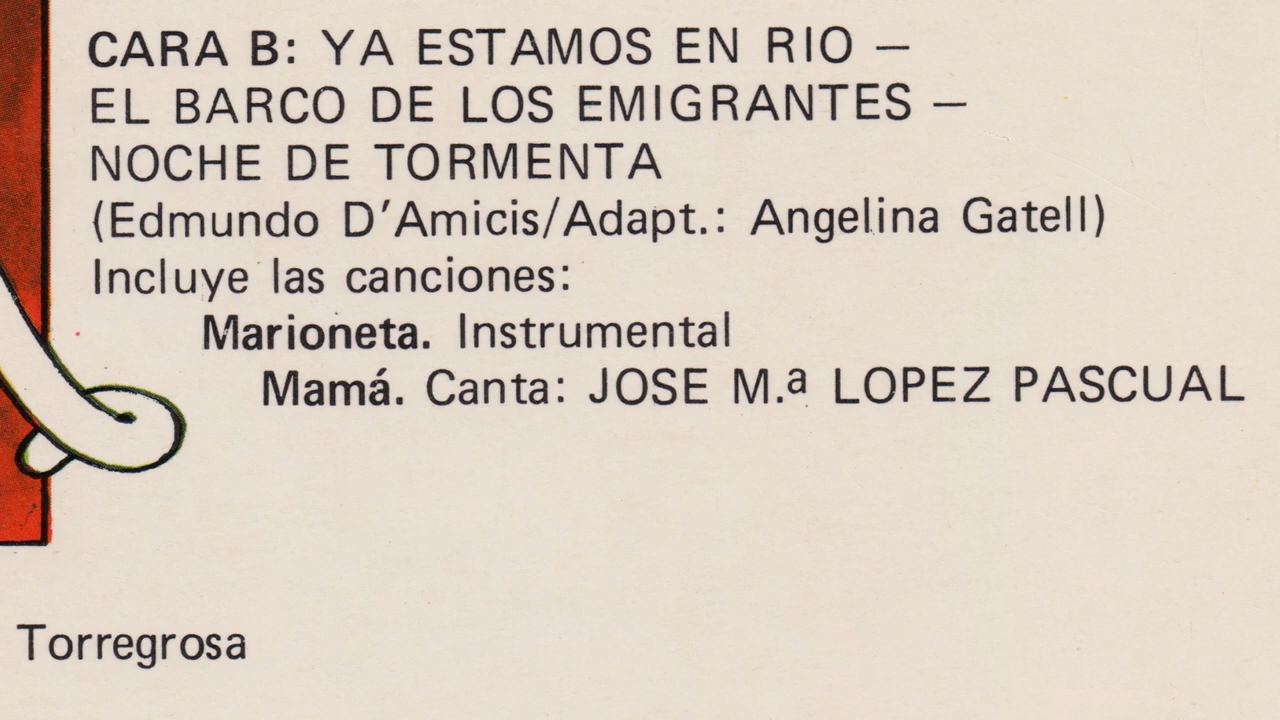 CARA B: YA ESTAMOS EN RIO —
EL BARCO DE LOS EMIGRANTES —
NOCHE DE TORMENTA
(Edmundo D'Amicis/Adapt.: Angelina Gatell)
Incluye las canciones:
Marioneta. Instrumental
Mamá. Canta: JOSE M.ª LOPEZ PASCUAL
Torregrosa